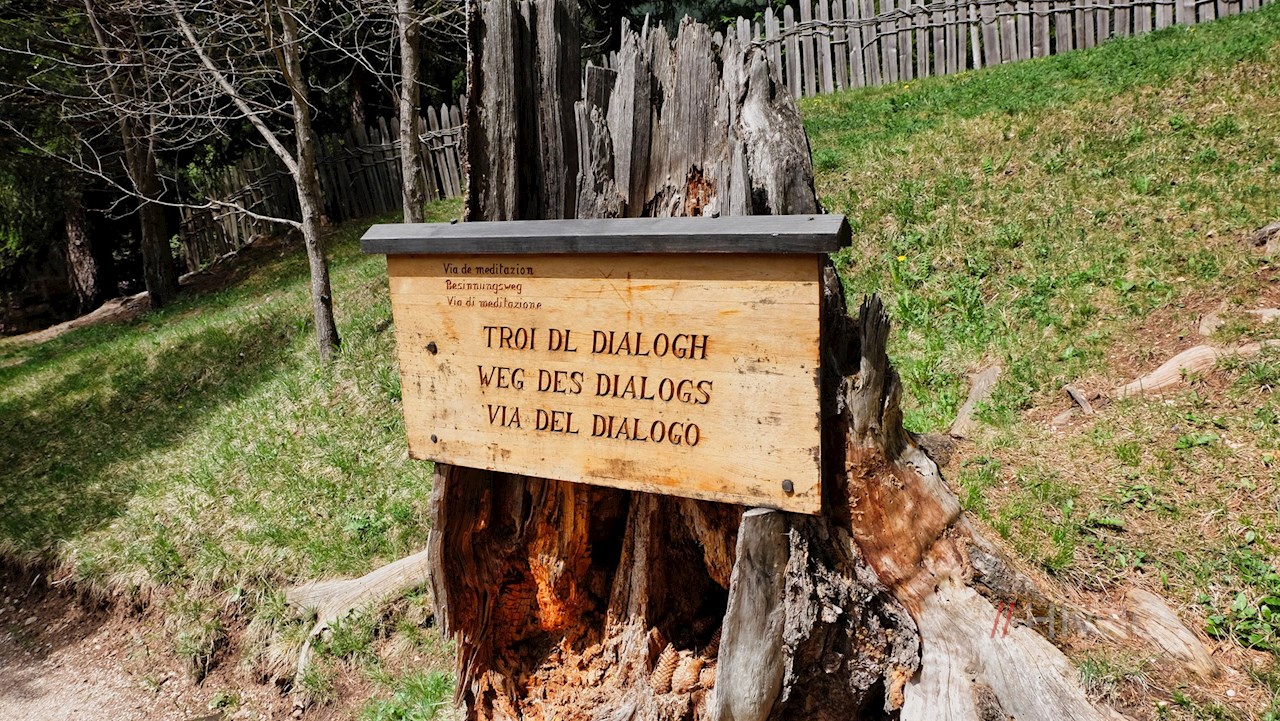 Via de meditazion
Besinnungsweg
Via di meditazione
TROI DL DIALOGH
WEG DES DIALOGS
VIA DEL DIALOGO